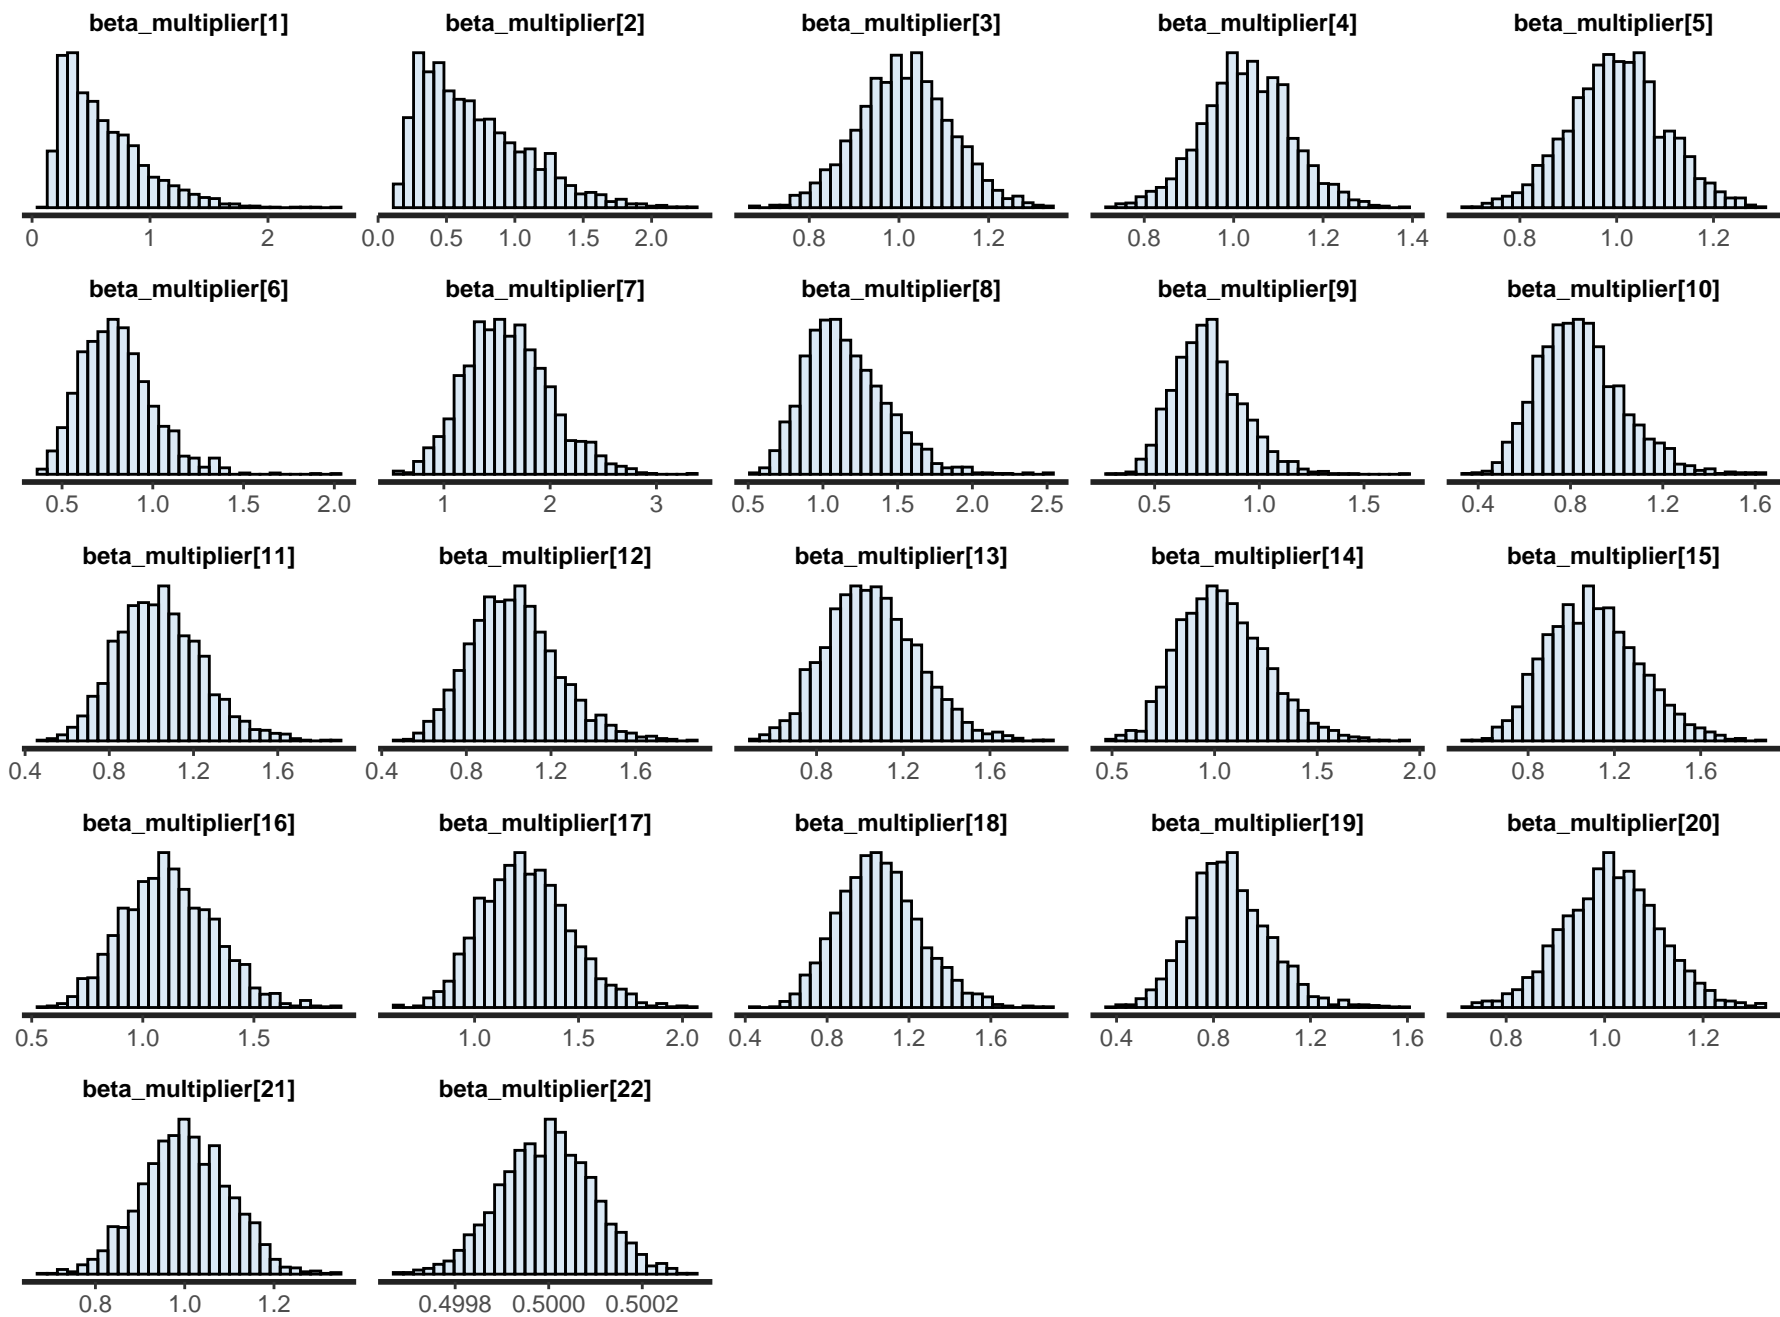 beta_multiplier[1] beta_multiplier[2] beta_multiplier[3] beta_multiplier[4] beta_multiplier[5]
0 1 2 0.0 0.5 1.0 1.5 2.0 0.8 1.0 1.2 0.8 1.0 1.2 1.4 0.8 1.0 1.2
beta_multiplier[6] beta_multiplier[7] beta_multiplier[8] beta_multiplier[9] beta_multiplier[10]
0.5 1.0 1.5 2.0 1 2 3 0.5 1.0 1.5 2.0 2.5 0.5 1.0 1.5 0.4 0.8 1.2 1.6
beta_multiplier[11] beta_multiplier[12] beta_multiplier[13] beta_multiplier[14] beta_multiplier[15]
0.4 0.8 1.2 1.6 0.4 0.8 1.2 1.6 0.8 1.2 1.6 0.5 1.0 1.5 2.0 0.8 1.2 1.6
beta_multiplier[16] beta_multiplier[17] beta_multiplier[18] beta_multiplier[19] beta_multiplier[20]
0.5 1.0 1.5 1.0 1.5 2.0 0.4 0.8 1.2 1.6 0.4 0.8 1.2 1.6 0.8 1.0 1.2
beta_multiplier[21] beta_multiplier[22]
0.8 1.0 1.2 0.4998 0.5000 0.5002